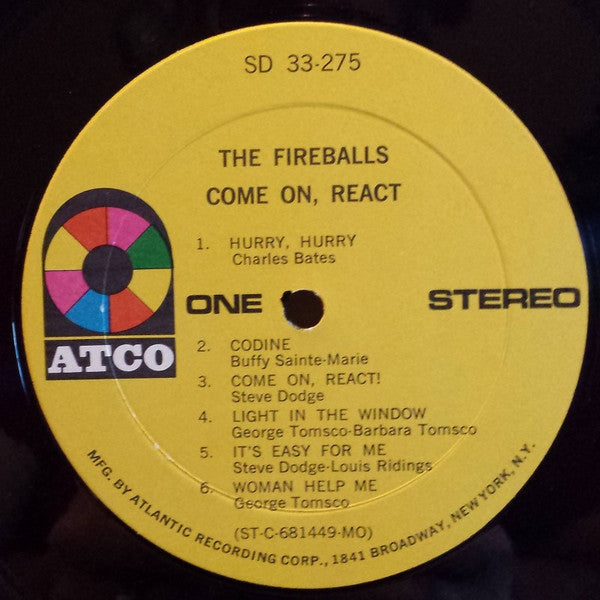 SD 33-275
THE FIREBALLS
COME ON, REACT
1. HURRY, HURRY
Charles Bates
ATCO
ONE
STEREO
2. CODINE
Buffy Sainte-Marie
3. COME ON, REACT!
Steve Dodge
4. LIGHT IN THE WINDOW
George Tomsco-Barbara Tomsco
5. IT'S EASY FOR ME
Steve Dodge-Louis Ridings
6. WOMAN HELP ME
George Tomsco
(ST-C-681449-MO)
MFG. BY ATLANTIC RECORDING CORP., 1841 BROADWAY, NEW YORK, N.Y.